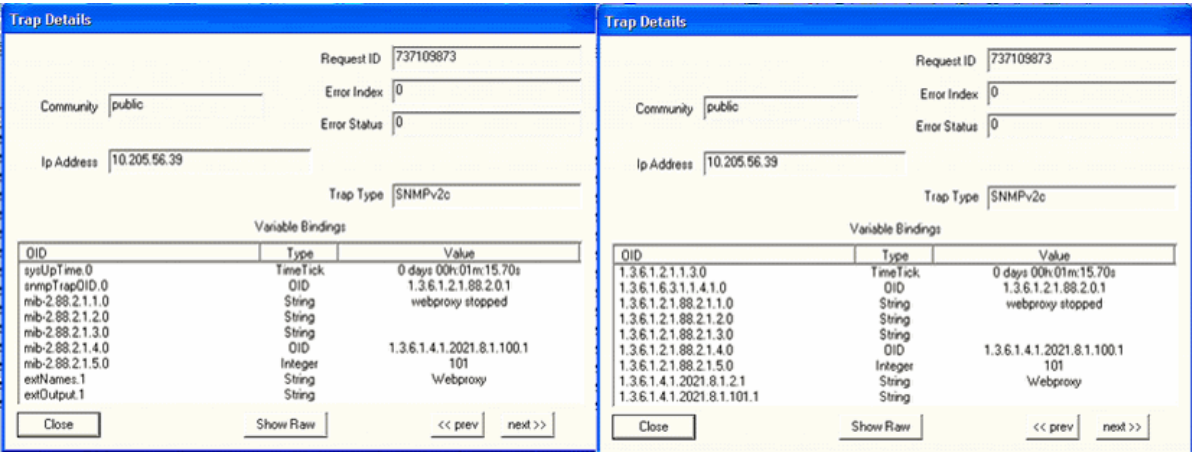 Trap Details
Request ID 737109873
Error Index 0
Community public
Error Status 0
Ip Address 10.205.56.39
Trap Type SNMPv2c
Variable Bindings
OID Type Value
sysUpTime.0 TimeTick 0 days 00h:01m:15.70s
snmpTrapOID.0 OID 1.3.6.1.2.1.88.2.0.1
mib-2.88.2.1.1.0 String webproxy stopped
mib-2.88.2.1.2.0 String
mib-2.88.2.1.3.0 String
mib-2.88.2.1.4.0 OID 1.3.6.1.4.1.2021.8.1.100.1
mib-2.88.2.1.5.0 Integer 101
extNames.1 String Webproxy
extOutput.1 String
Close Show Raw << prev next >>
Trap Details
Request ID 737109873
Error Index 0
Community public
Error Status 0
Ip Address 10.205.56.39
Trap Type SNMPv2c
Variable Bindings
OID Type Value
1.3.6.1.2.1.1.3.0 TimeTick 0 days 00h:01m:15.70s
1.3.6.1.6.3.1.1.4.1.0 OID 1.3.6.1.2.1.88.2.0.1
1.3.6.1.2.1.88.2.1.1.0 String webproxy stopped
1.3.6.1.2.1.88.2.1.2.0 String
1.3.6.1.2.1.88.2.1.3.0 String
1.3.6.1.2.1.88.2.1.4.0 OID 1.3.6.1.4.1.2021.8.1.100.1
1.3.6.1.2.1.88.2.1.5.0 Integer 101
1.3.6.1.4.1.2021.8.1.2.1 String Webproxy
1.3.6.1.4.1.2021.8.1.101.1 String
Close Show Raw << prev next >>